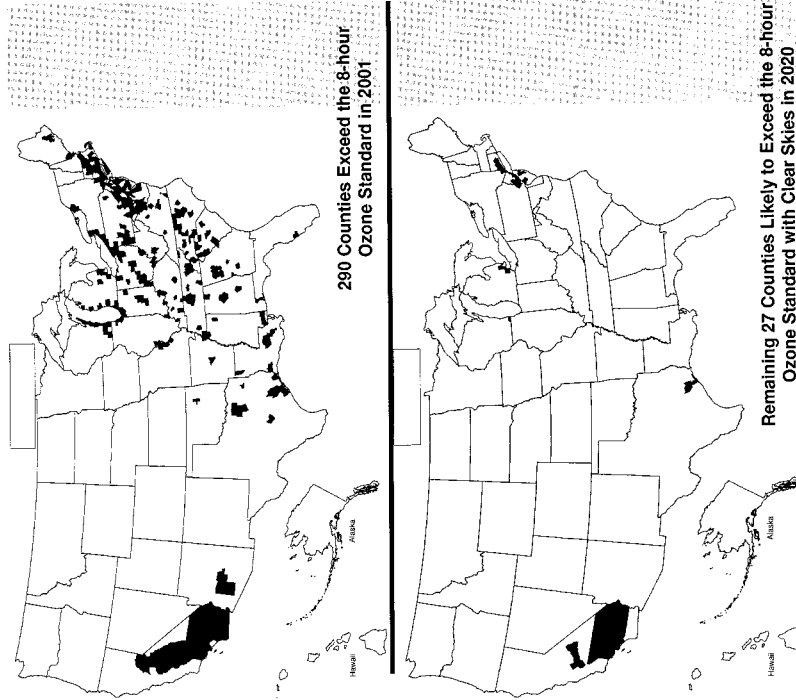 290 Counties Exceed the 8-hour
Ozone Standard in 2001
Alaska
Hawaii
Remaining 27 Counties Likely to Exceed the 8-hour
Ozone Standard with Clear Skies in 2020
Alaska
Hawaii